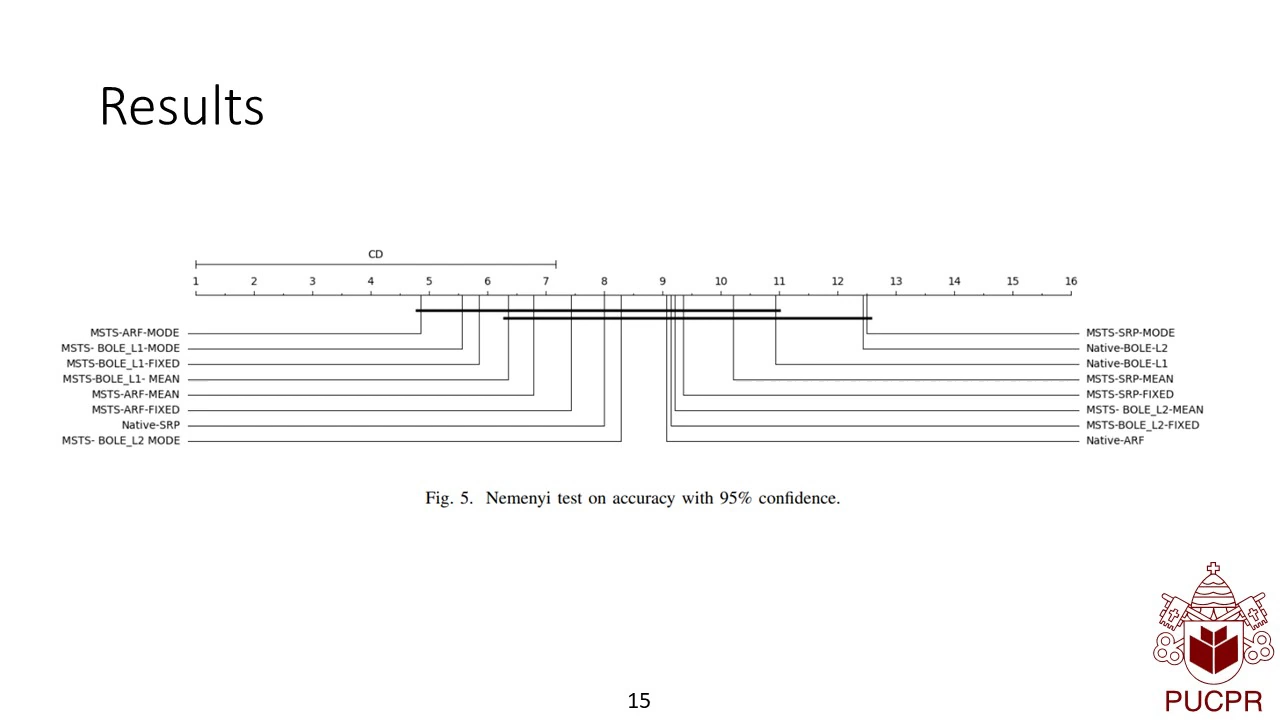 Results
CD
1 2 3 4 5 6 7 8 9 10 11 12 13 14 15 16
MSTS-ARF-MODE
MSTS- BOLE_L1-MODE
MSTS-BOLE_L1-FIXED
MSTS-BOLE_L1- MEAN
MSTS-ARF-MEAN
MSTS-ARF-FIXED
Native-SRP
MSTS- BOLE_L2 MODE
MSTS-SRP-MODE
Native-BOLE-L2
Native-BOLE-L1
MSTS-SRP-MEAN
MSTS-SRP-FIXED
MSTS- BOLE_L2-MEAN
MSTS-BOLE_L2-FIXED
Native-ARF
Fig. 5. Nemenyi test on accuracy with 95% confidence.
15
PUCPR